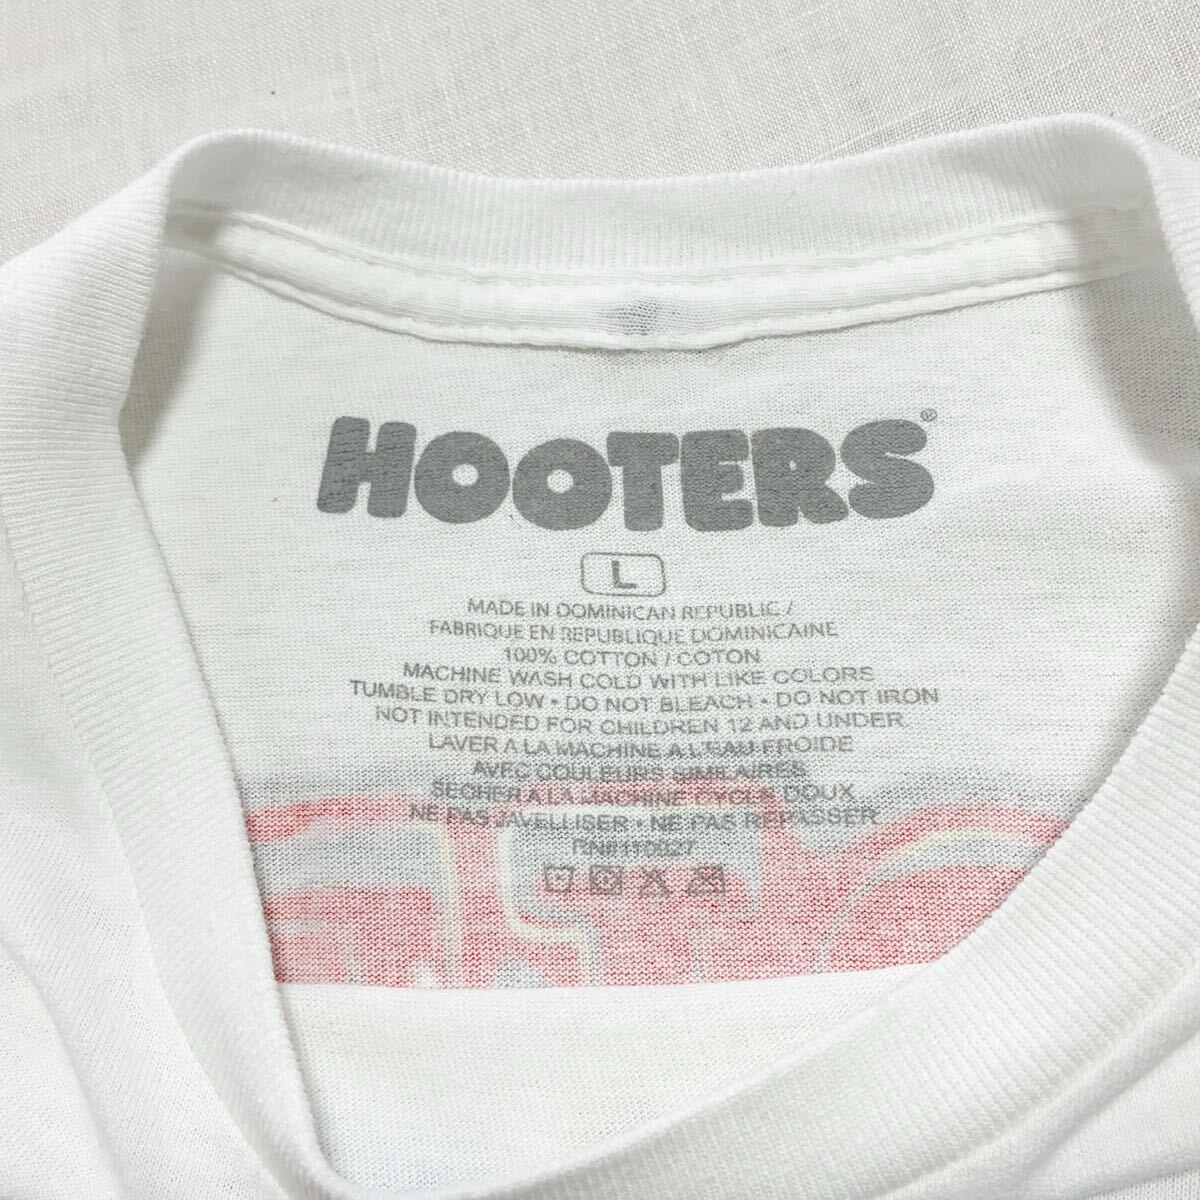 HOOTERS®
L
MADE IN DOMINICAN REPUBLIC /
FABRIQUE EN REPUBLIQUE DOMINICAINE
100% COTTON / COTON
MACHINE WASH COLD WITH LIKE COLORS
TUMBLE DRY LOW • DO NOT BLEACH • DO NOT IRON
NOT INTENDED FOR CHILDREN 12 AND UNDER.
LAVER A LA MACHINE A L'EAU FROIDE
AVEC COULEURS SIMILAIRES
SECHER A LA MACHINE CYCLE DOUX
NE PAS JAVELLISER • NE PAS REPASSER
RN#110027